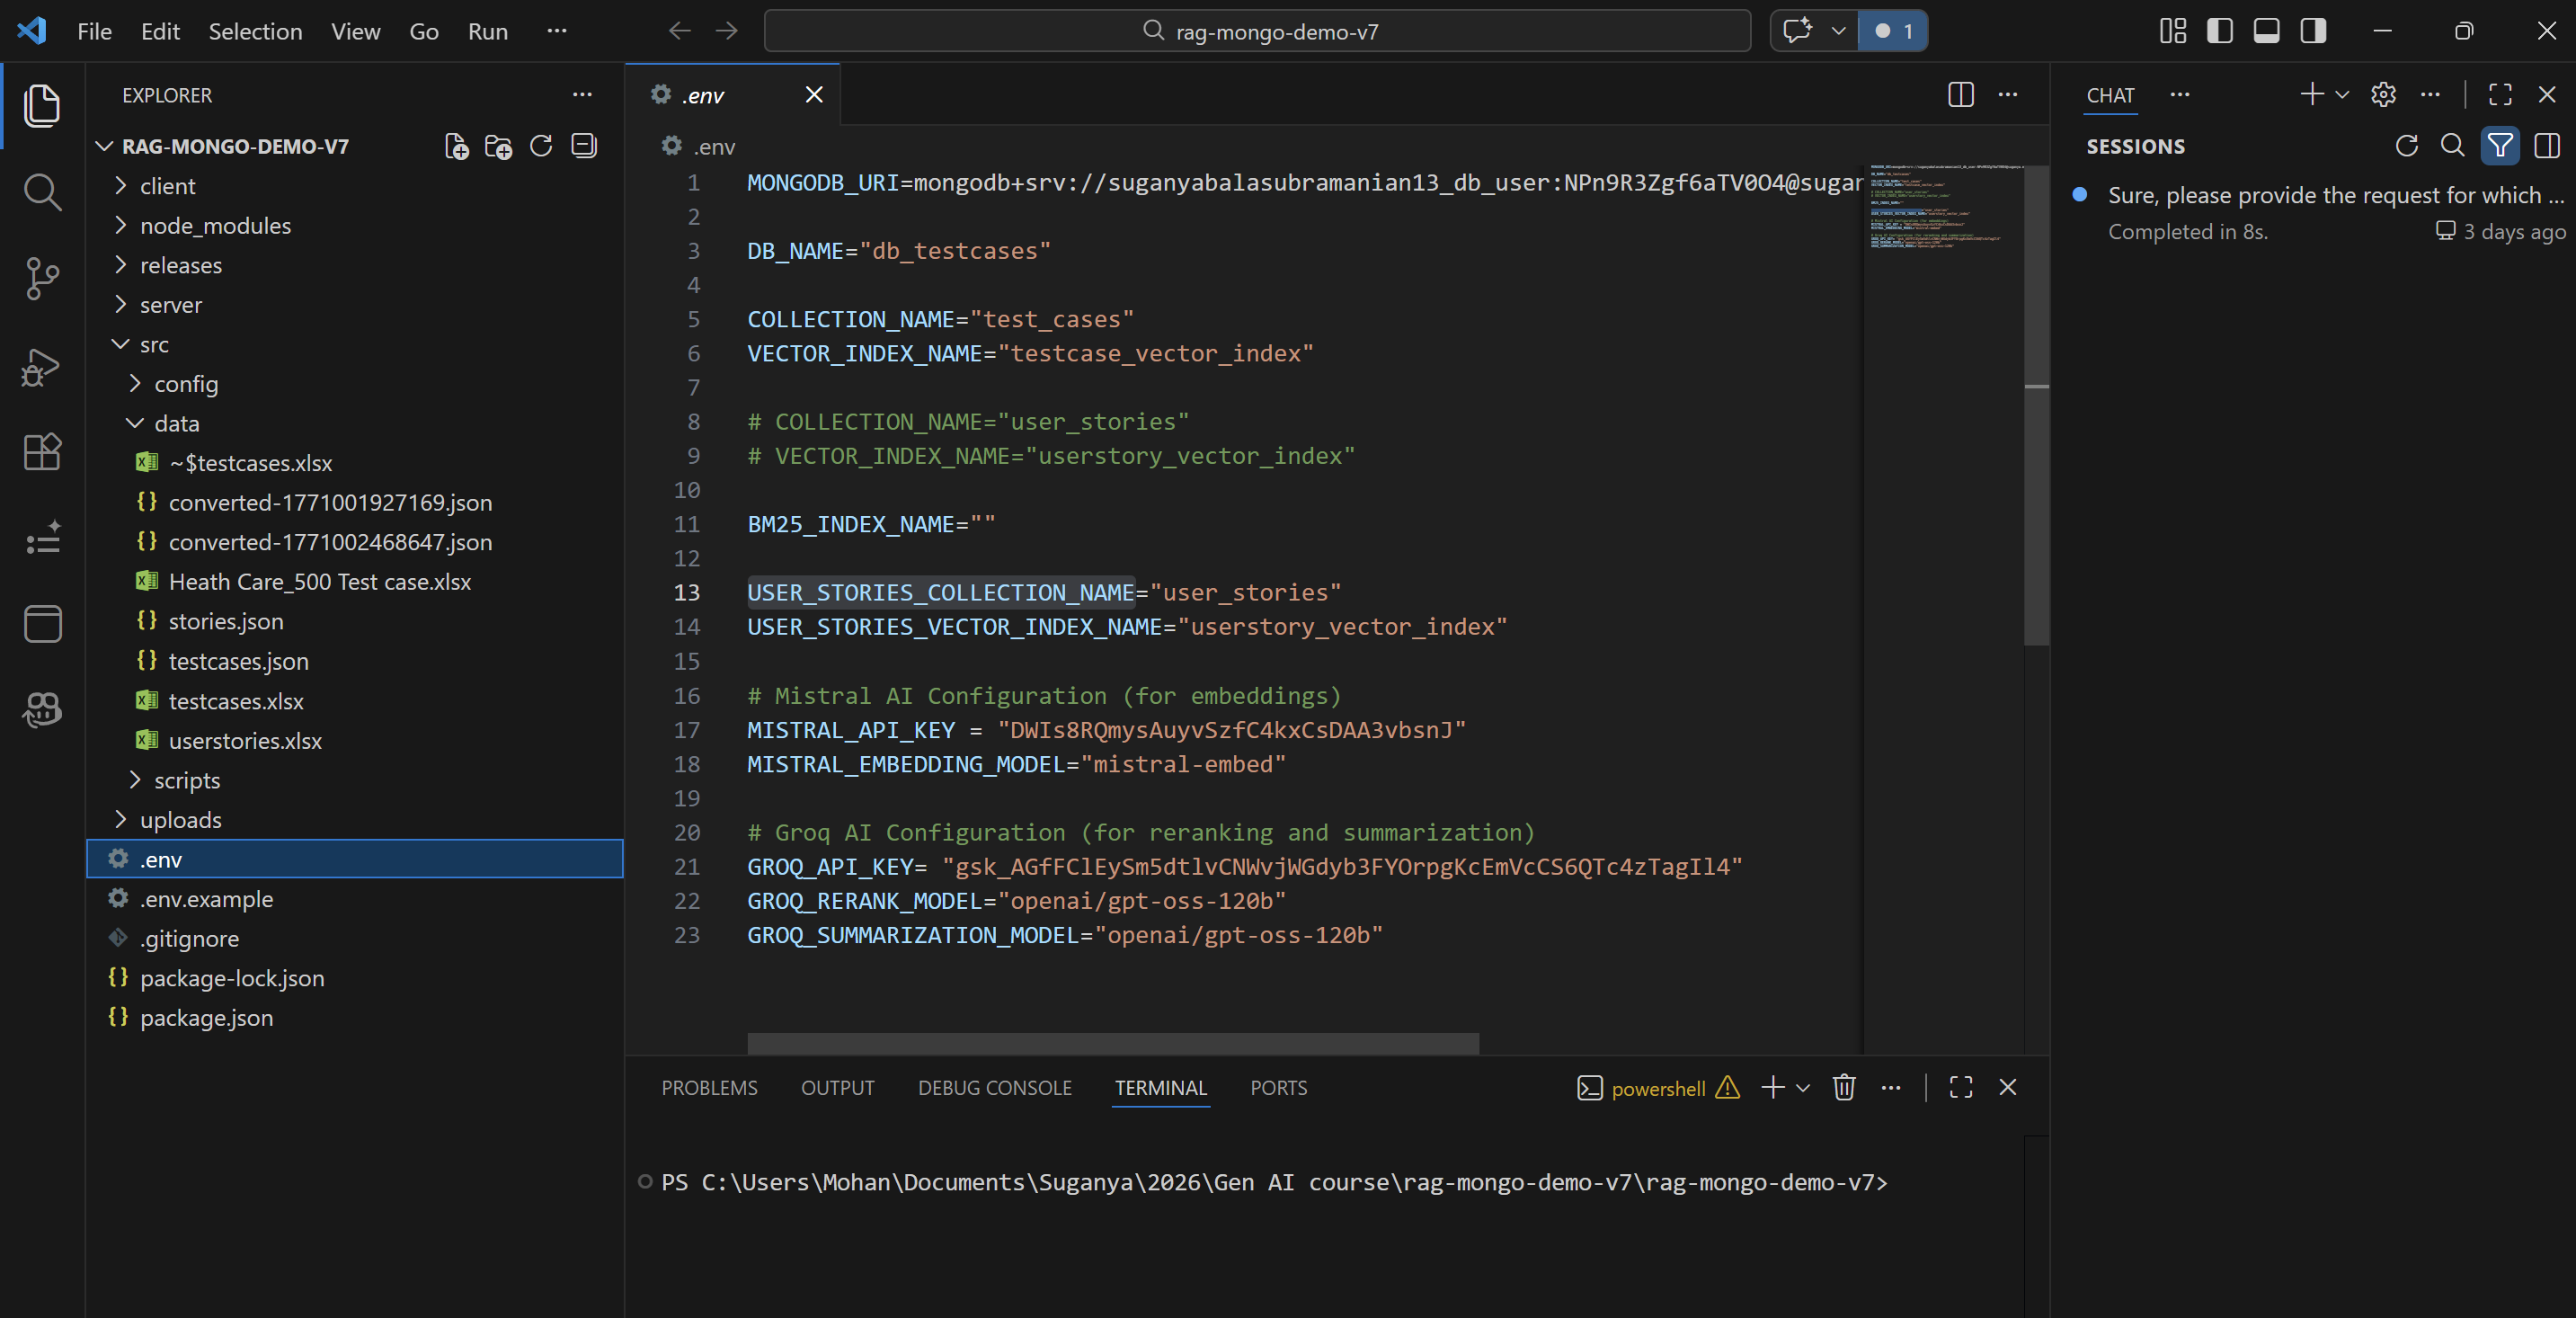 File Edit Selection View Go Run ···
rag-mongo-demo-v7
1
EXPLORER
RAG-MONGO-DEMO-V7
client
node_modules
releases
server
src
config
data
~$testcases.xlsx
converted-1771001927169.json
converted-1771002468647.json
Heath Care_500 Test case.xlsx
stories.json
testcases.json
testcases.xlsx
userstories.xlsx
scripts
uploads
.env
.env.example
.gitignore
package-lock.json
package.json
.env
.env
1 MONGODB_URI=mongodb+srv://suganyabalasubramanian13_db_user:NPn9R3Zgf6aTV0O4@sugar
2
3 DB_NAME="db_testcases"
4
5 COLLECTION_NAME="test_cases"
6 VECTOR_INDEX_NAME="testcase_vector_index"
7
8 # COLLECTION_NAME="user_stories"
9 # VECTOR_INDEX_NAME="userstory_vector_index"
10
11 BM25_INDEX_NAME=""
12
13 USER_STORIES_COLLECTION_NAME="user_stories"
14 USER_STORIES_VECTOR_INDEX_NAME="userstory_vector_index"
15
16 # Mistral AI Configuration (for embeddings)
17 MISTRAL_API_KEY = "DWIs8RQmysAuyvSzfC4kxCsDAA3vbsnJ"
18 MISTRAL_EMBEDDING_MODEL="mistral-embed"
19
20 # Groq AI Configuration (for reranking and summarization)
21 GROQ_API_KEY= "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"
22 GROQ_RERANK_MODEL="openai/gpt-oss-120b"
23 GROQ_SUMMARIZATION_MODEL="openai/gpt-oss-120b"
PROBLEMS OUTPUT DEBUG CONSOLE TERMINAL PORTS
powershell
PS C:\Users\Mohan\Documents\Suganya\2026\Gen AI course\rag-mongo-demo-v7\rag-mongo-demo-v7>
CHAT
SESSIONS
Sure, please provide the request for which ...
Completed in 8s.
3 days ago